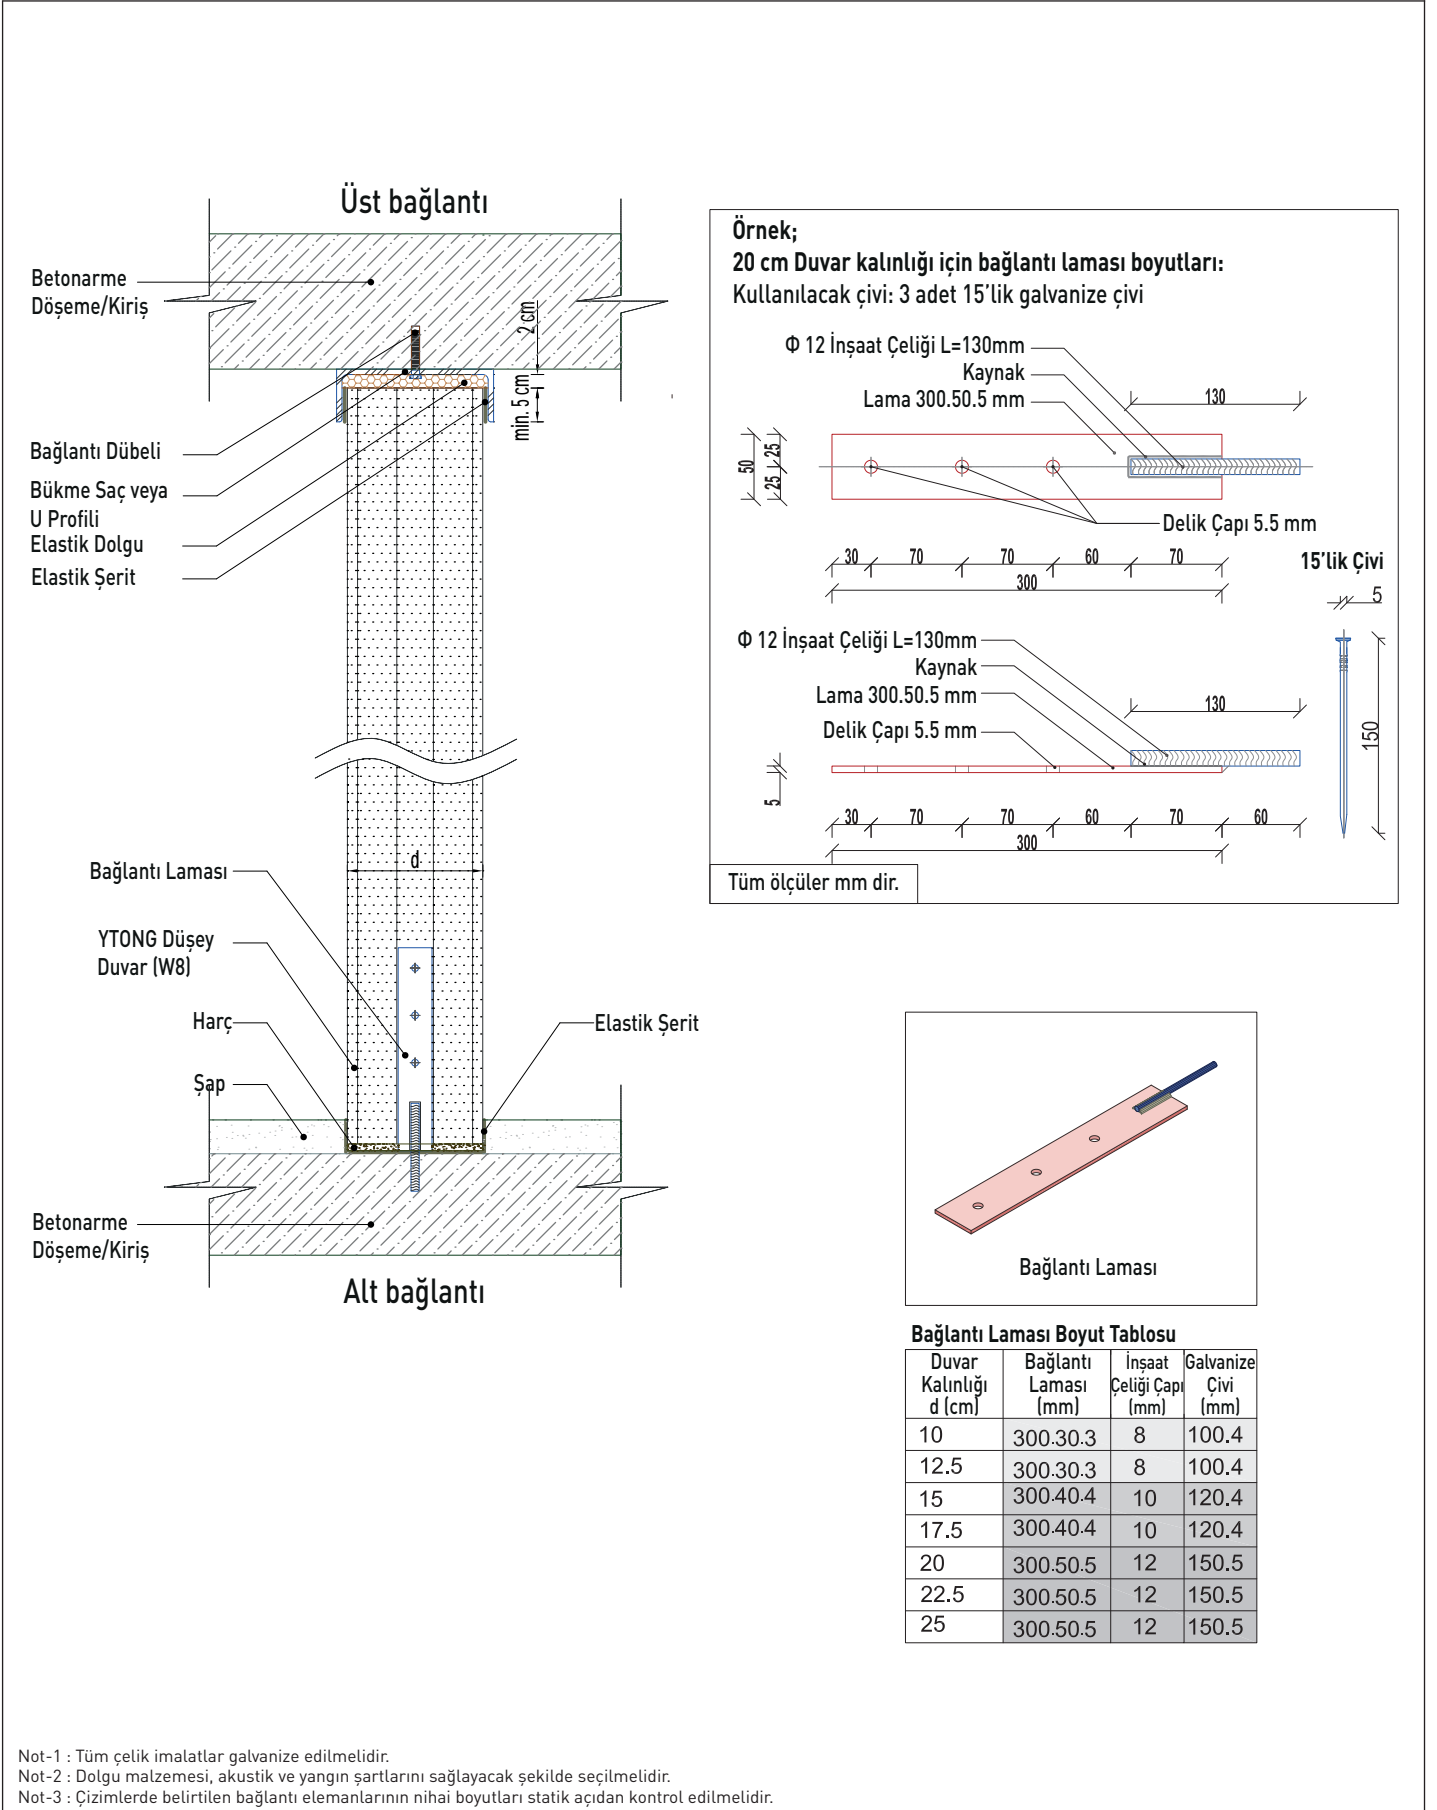 Üst bağlantı
Betonarme
Döşeme/Kiriş
2 cm
min. 5 cm
Bağlantı Dübeli
Bükme Saç veya
U Profili
Elastik Dolgu
Elastik Şerit
d
Bağlantı Laması
YTONG Düşey
Duvar (W8)
Harç
Şap
Elastik Şerit
Betonarme
Döşeme/Kiriş
Alt bağlantı
Örnek;
20 cm Duvar kalınlığı için bağlantı laması boyutları:
Kullanılacak çivi: 3 adet 15'lik galvanize çivi
Φ 12 İnşaat Çeliği L=130mm
Kaynak
Lama 300.50.5 mm
130
50
25
25
Delik Çapı 5.5 mm
30 70 70 60 70
300
15'lik Çivi
5
150
Φ 12 İnşaat Çeliği L=130mm
Kaynak
Lama 300.50.5 mm
Delik Çapı 5.5 mm
130
5
30 70 70 60 70 60
300
Tüm ölçüler mm dir.
Bağlantı Laması
Bağlantı Laması Boyut Tablosu
Duvar Kalınlığı d (cm) Bağlantı Laması (mm) İnşaat Çeliği Çapı (mm) Galvanize Çivi (mm)
10 300.30.3 8 100.4
12.5 300.30.3 8 100.4
15 300.40.4 10 120.4
17.5 300.40.4 10 120.4
20 300.50.5 12 150.5
22.5 300.50.5 12 150.5
25 300.50.5 12 150.5
Not-1 : Tüm çelik imalatlar galvanize edilmelidir.
Not-2 : Dolgu malzemesi, akustik ve yangın şartlarını sağlayacak şekilde seçilmelidir.
Not-3 : Çizimlerde belirtilen bağlantı elemanlarının nihai boyutları statik açıdan kontrol edilmelidir.